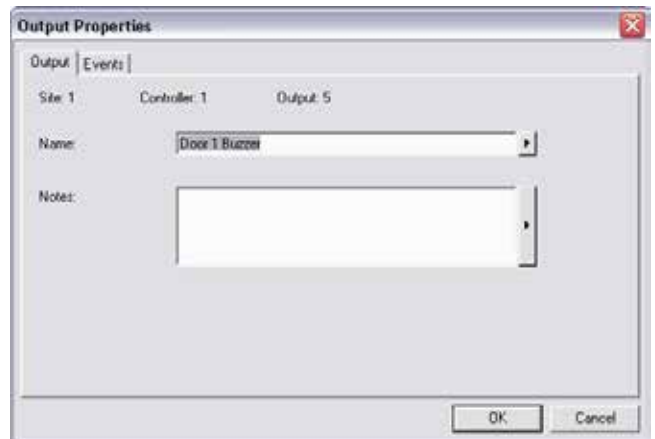 Output Properties
Output Events
Site: 1 Controller: 1 Output: 5
Name: Door 1 Buzzer
Notes:
OK Cancel